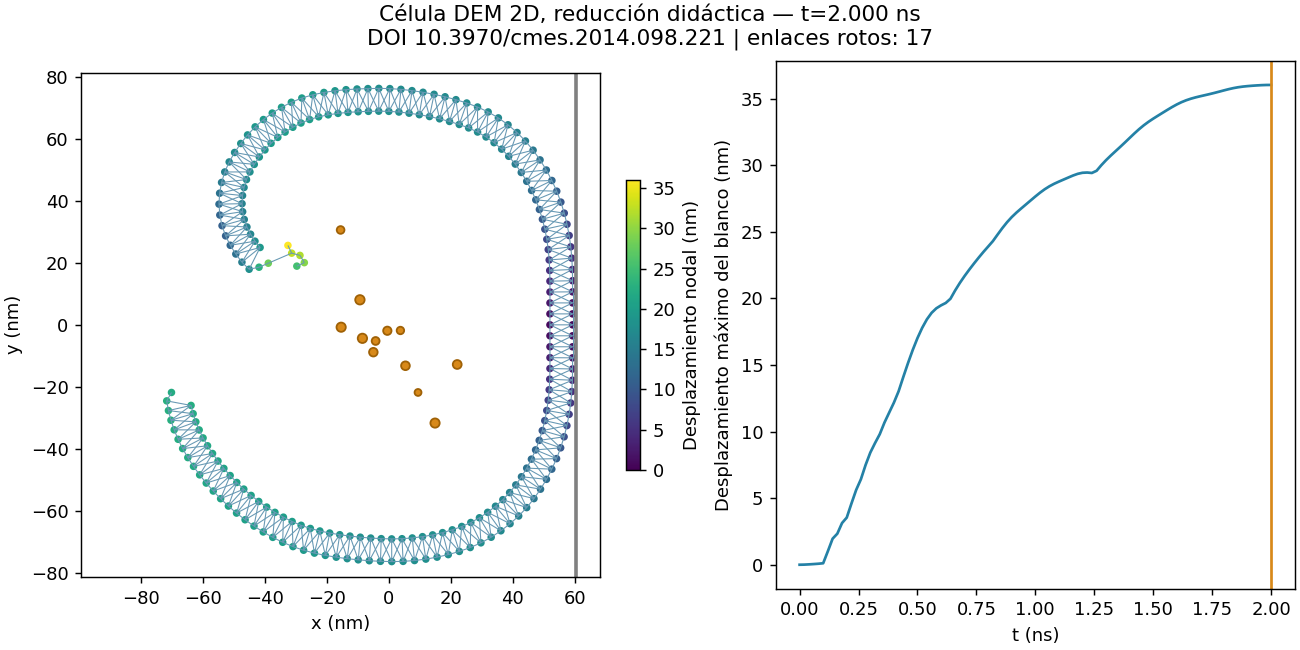 Célula DEM 2D, reducción didáctica — t=2.000 ns
DOI 10.3970/cmes.2014.098.221 | enlaces rotos: 17
80
60
40
20
0
−20
−40
−60
−80
y (nm)
−80 −60 −40 −20 0 20 40 60
x (nm)
35
30
25
20
15
10
5
0
Desplazamiento nodal (nm)
35
30
25
20
15
10
5
0
Desplazamiento máximo del blanco (nm)
0.00 0.25 0.50 0.75 1.00 1.25 1.50 1.75 2.00
t (ns)